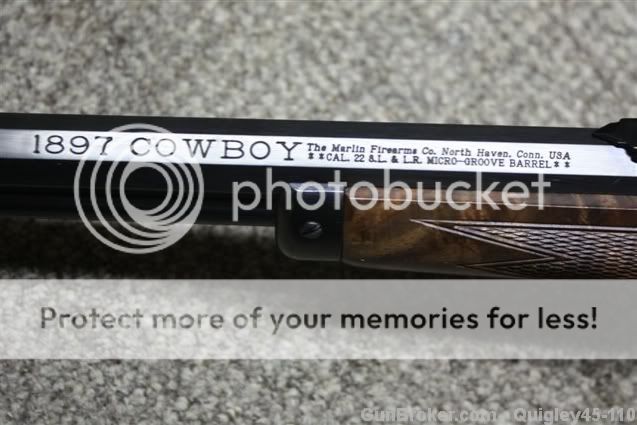 1897 COWBOY
The Marlin Firearms Co. North Haven, Conn. USA
**CAL. 22 S.L. & L.R. MICRO-GROOVE BARREL**
photobucket
Protect more of your memories for less!
GunBroker.com - Quigley45-110